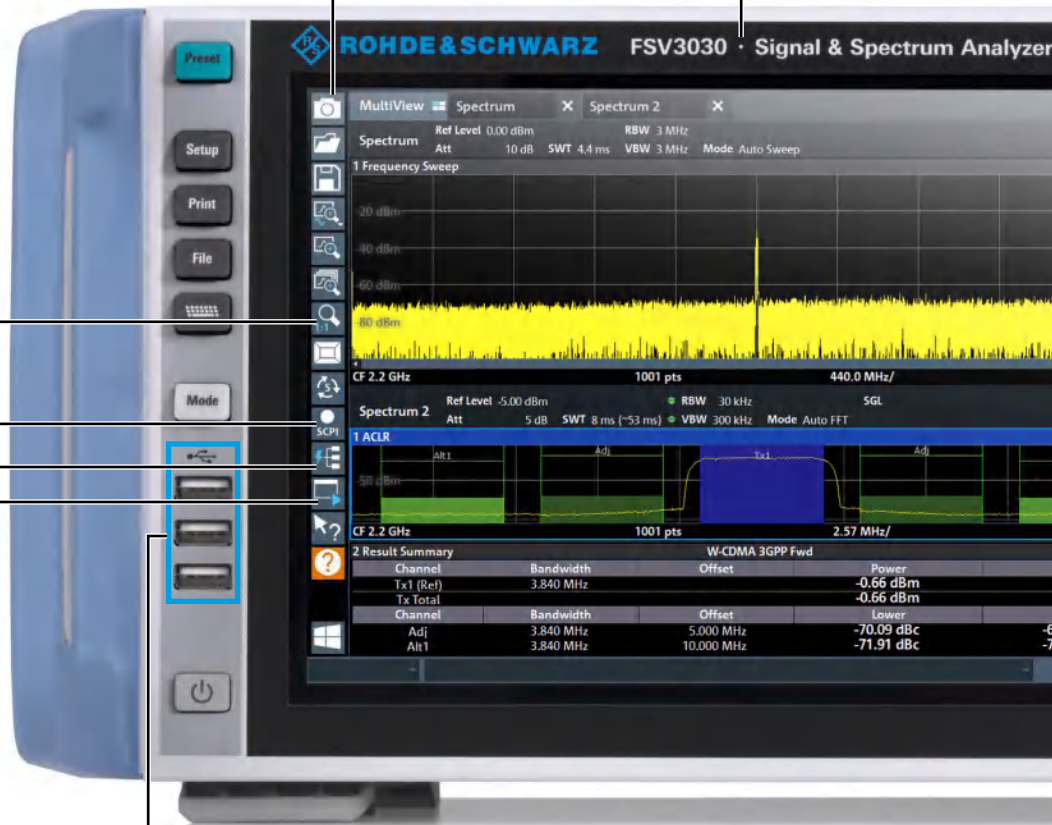 ROHDE & SCHWARZ FSV3030 · Signal & Spectrum Analyzer
Preset
Setup
Print
File
Mode
SCPI
MultiView Spectrum X Spectrum 2 X
Spectrum Ref Level 0.00 dBm RBW 3 MHz
Att 10 dB SWT 4.4 ms VBW 3 MHz Mode Auto Sweep
1 Frequency Sweep
-20 dBm
-40 dBm
-60 dBm
-80 dBm
CF 2.2 GHz 1001 pts 440.0 MHz/
Spectrum 2 Ref Level -5.00 dBm RBW 30 kHz SGL
Att 5 dB SWT 8 ms (~53 ms) VBW 300 kHz Mode Auto FFT
1 ACLR
Alt1 Adj Tx1 Adj
-50 dBm
CF 2.2 GHz 1001 pts 2.57 MHz/
2 Result Summary W-CDMA 3GPP Fwd
Channel Bandwidth Offset Power
Tx1 (Ref) 3.840 MHz -0.66 dBm
Tx Total -0.66 dBm
Channel Bandwidth Offset Lower
Adj 3.840 MHz 5.000 MHz -70.09 dBc
Alt1 3.840 MHz 10.000 MHz -71.91 dBc